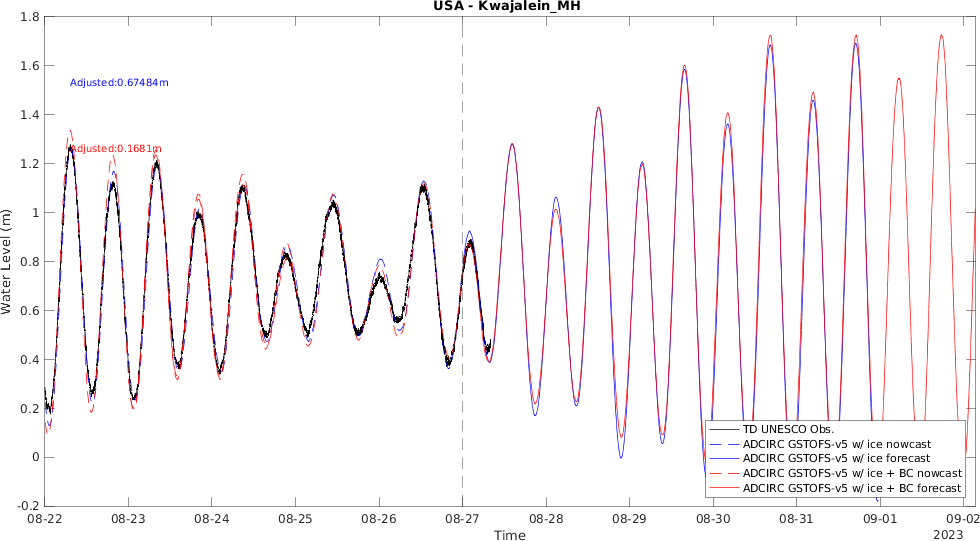 USA - Kwajalein_MH
1.8
1.6
1.4
1.2
1
0.8
0.6
0.4
0.2
0
-0.2
Water Level (m)
Adjusted:0.67484m
Adjusted:0.1681m
TD UNESCO Obs.
ADCIRC GSTOFS-v5 w/ ice nowcast
ADCIRC GSTOFS-v5 w/ ice forecast
ADCIRC GSTOFS-v5 w/ ice + BC nowcast
ADCIRC GSTOFS-v5 w/ ice + BC forecast
08-22 08-23 08-24 08-25 08-26 08-27 08-28 08-29 08-30 08-31 09-01 09-02
Time
2023